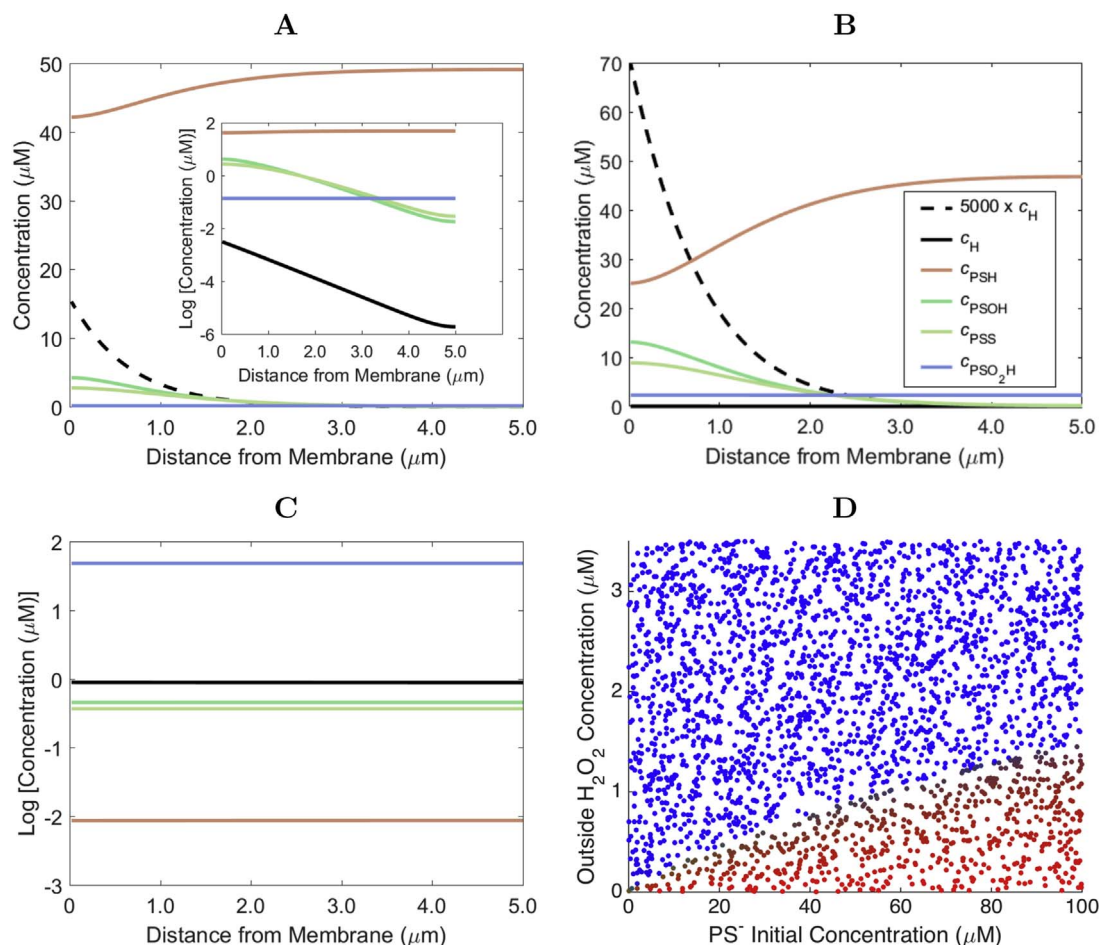 A
50
40
30
20
10
0
Concentration (μM)
0
1.0
2.0
3.0
4.0
5.0
Distance from Membrane (μm)
2
0
-2
-4
-6
Log [Concentration (μM)]
0
1.0
2.0
3.0
4.0
5.0
Distance from Membrane (μm)
B
70
60
50
40
30
20
10
0
Concentration (μM)
0
1.0
2.0
3.0
4.0
5.0
Distance from Membrane (μm)
5000 x c_H
c_H
c_PSH
c_PSOH
c_PSS
c_PSO₂H
C
2
1
0
-1
-2
-3
Log [Concentration (μM)]
0
1.0
2.0
3.0
4.0
5.0
Distance from Membrane (μm)
D
3
2
1
0
Outside H₂O₂ Concentration (μM)
0
20
40
60
80
100
PS⁻ Initial Concentration (μM)